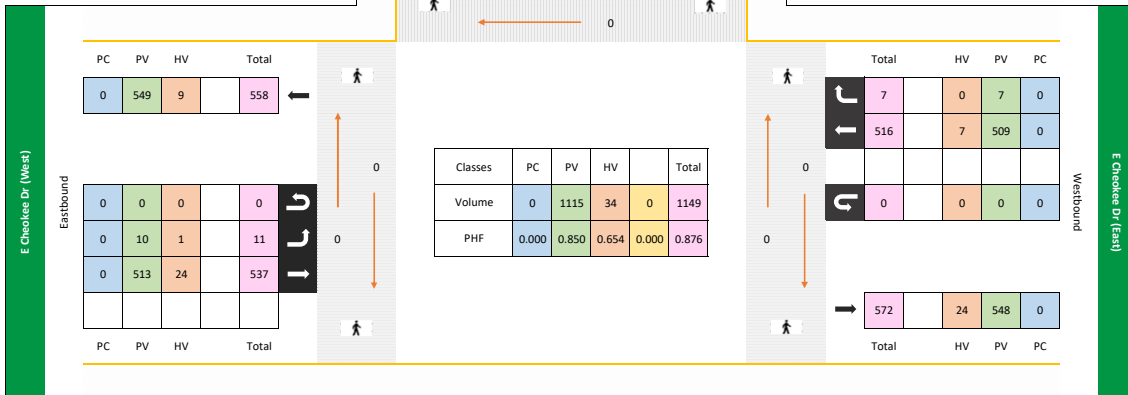 0
PC PV HV Total
0 549 9 558
Total HV PV PC
7 0 7 0
516 7 509 0
0 0 0 0
E Cheokee Dr (West)
Eastbound
0 0 0 0
0 10 1 11
0 513 24 537
PC PV HV Total
0
0
Classes PC PV HV Total
Volume 0 1115 34 0 1149
PHF 0.000 0.850 0.654 0.000 0.876
0
0
Westbound
E Cheokee Dr (East)
572 24 548 0
Total HV PV PC